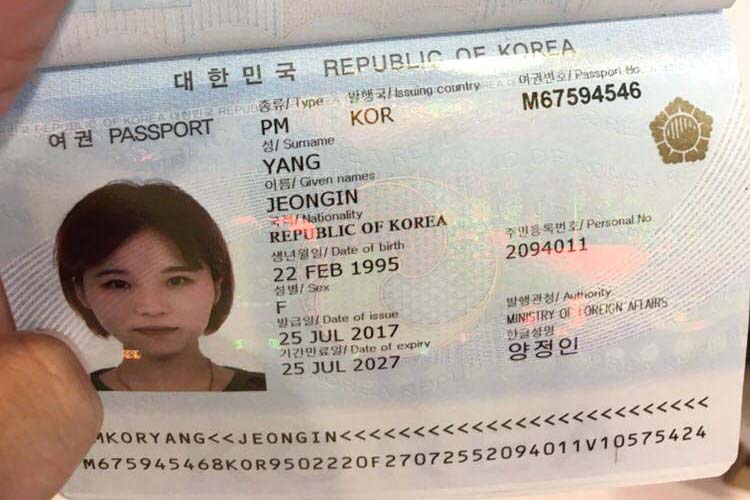 대한민국 REPUBLIC OF KOREA
여권 PASSPORT
종류/Type 발행국/Issuing country 여권번호/Passport No.
PM KOR M67594546
성/Surname
YANG
이름/Given names
JEONGIN
국적/Nationality
REPUBLIC OF KOREA
생년월일/Date of birth 주민등록번호/Personal No.
22 FEB 1995 2094011
성별/Sex 발행관청/Authority
F MINISTRY OF FOREIGN AFFAIRS
발급일/Date of issue 한글성명
25 JUL 2017 양정인
기간만료일/Date of expiry
25 JUL 2027
MKORYANG<<JEONGIN<<<<<<<<<<<<<<<<<<<<<<<<<<<
M675945468KOR9502220F27072552094011V10575424